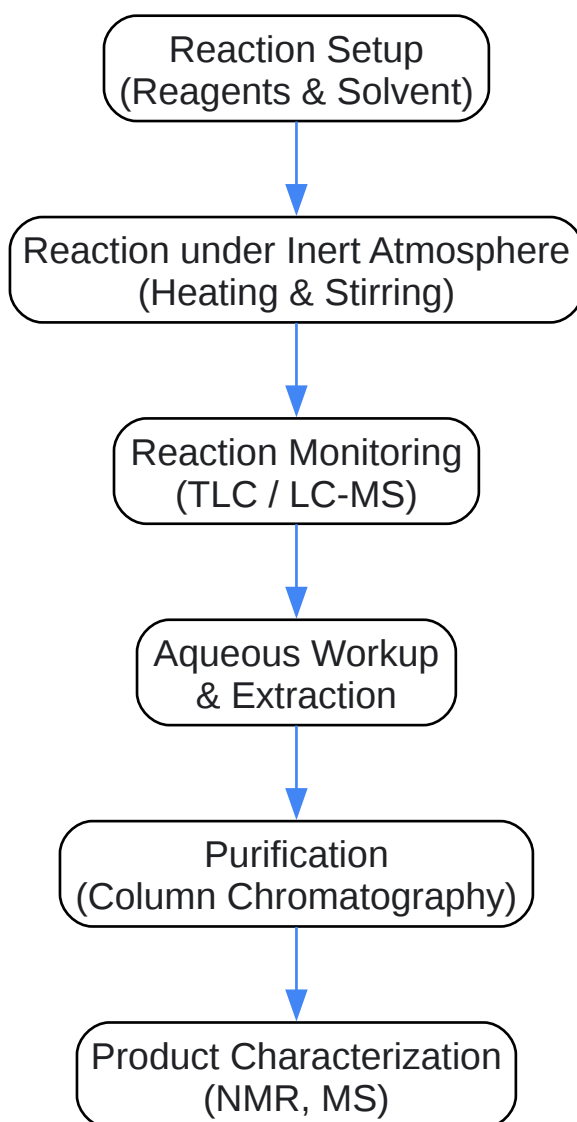 Reaction Setup
(Reagents & Solvent)
Reaction under Inert Atmosphere
(Heating & Stirring)
Reaction Monitoring
(TLC / LC-MS)
Aqueous Workup
& Extraction
Purification
(Column Chromatography)
Product Characterization
(NMR, MS)